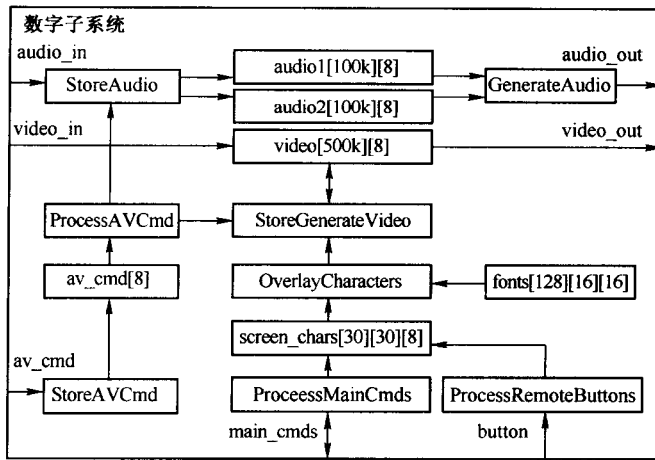 数字子系统
audio_in
audio_out
StoreAudio
audio1[100k][8]
GenerateAudio
audio2[100k][8]
video_in
video[500k][8]
video_out
ProcessAVCmd
StoreGenerateVideo
av_cmd[8]
OverlayCharacters
fonts[128][16][16]
screen_chars[30][30][8]
av_cmd
StoreAVCmd
ProceessMainCmds
ProcessRemoteButtons
main_cmds
button